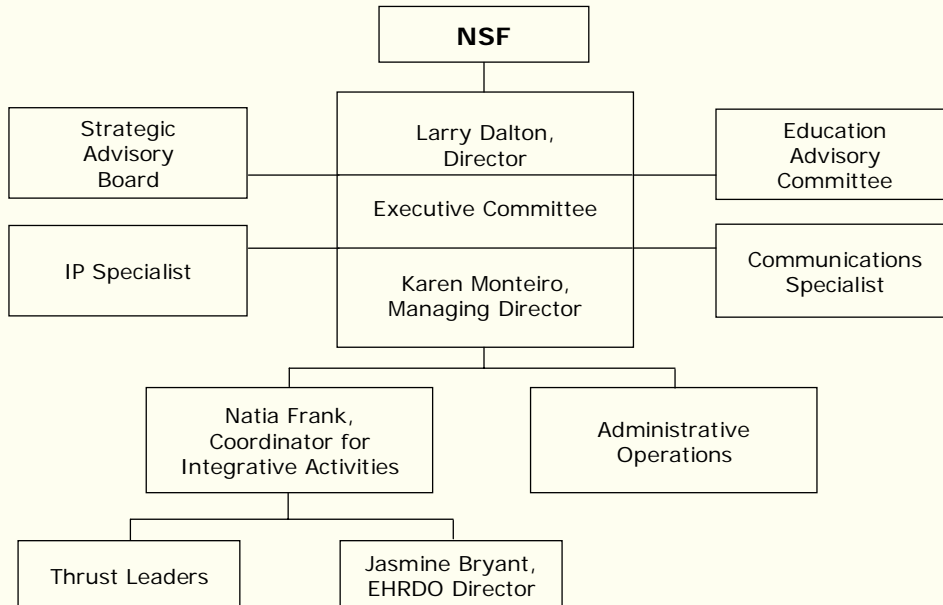 NSF
Strategic
Advisory
Board
Larry Dalton,
Director
Education
Advisory
Committee
Executive Committee
IP Specialist
Karen Monteiro,
Managing Director
Communications
Specialist
Natia Frank,
Coordinator for
Integrative Activities
Administrative
Operations
Thrust Leaders
Jasmine Bryant,
EHRDO Director